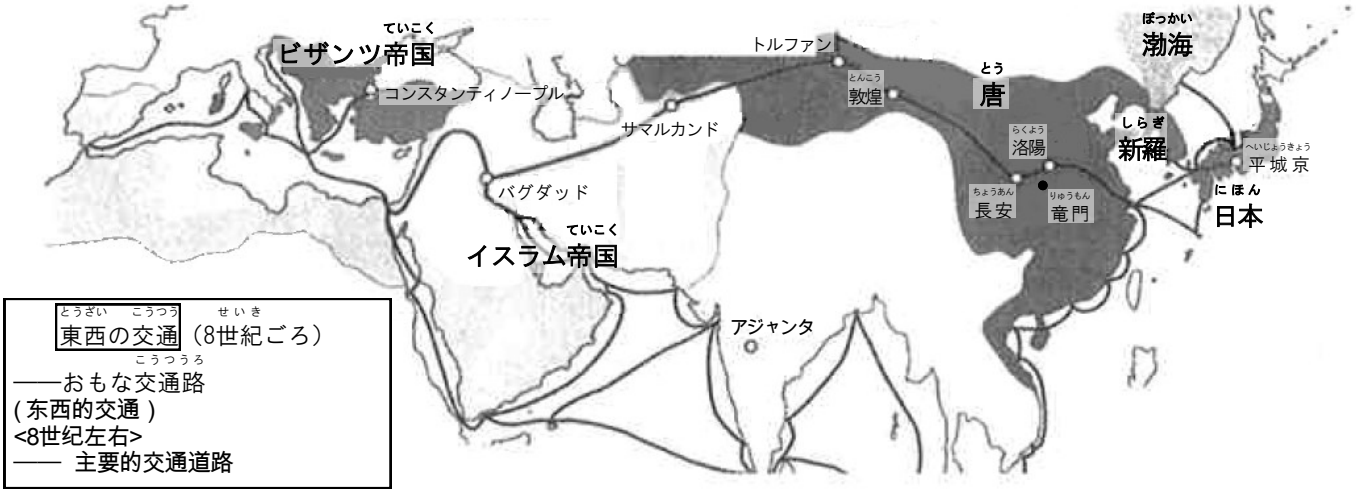 ていこく
ビザンツ帝国
コンスタンティノープル
トルファン
サマルカンド
とんこう
敦煌
とう
唐
ぼっかい
渤海
しらぎ
新羅
らくよう
洛陽
ちょうあん
長安
りゅうもん
竜門
へいじょうきょう
平城京
にほん
日本
バグダッド
ていこく
イスラム帝国
アジャンタ
とうざい こうつう せいき
東西の交通(8世紀ごろ)
こうつうろ
——おもな交通路
(东西的交通)
<8世纪左右>
—— 主要的交通道路